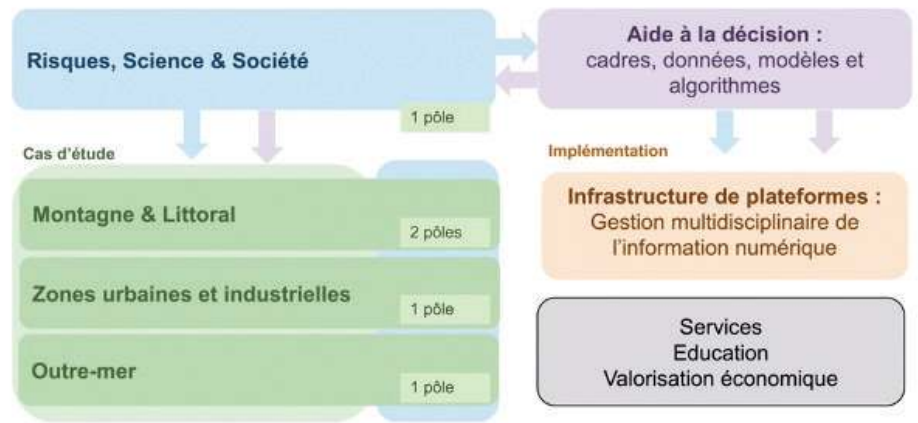 Risques, Science & Société
1 pôle
Aide à la décision :
cadres, données, modèles et
algorithmes
Cas d'étude
Montagne & Littoral
2 pôles
Zones urbaines et industrielles
1 pôle
Outre-mer
1 pôle
Implémentation
Infrastructure de plateformes :
Gestion multidisciplinaire de
l'information numérique
Services
Education
Valorisation économique